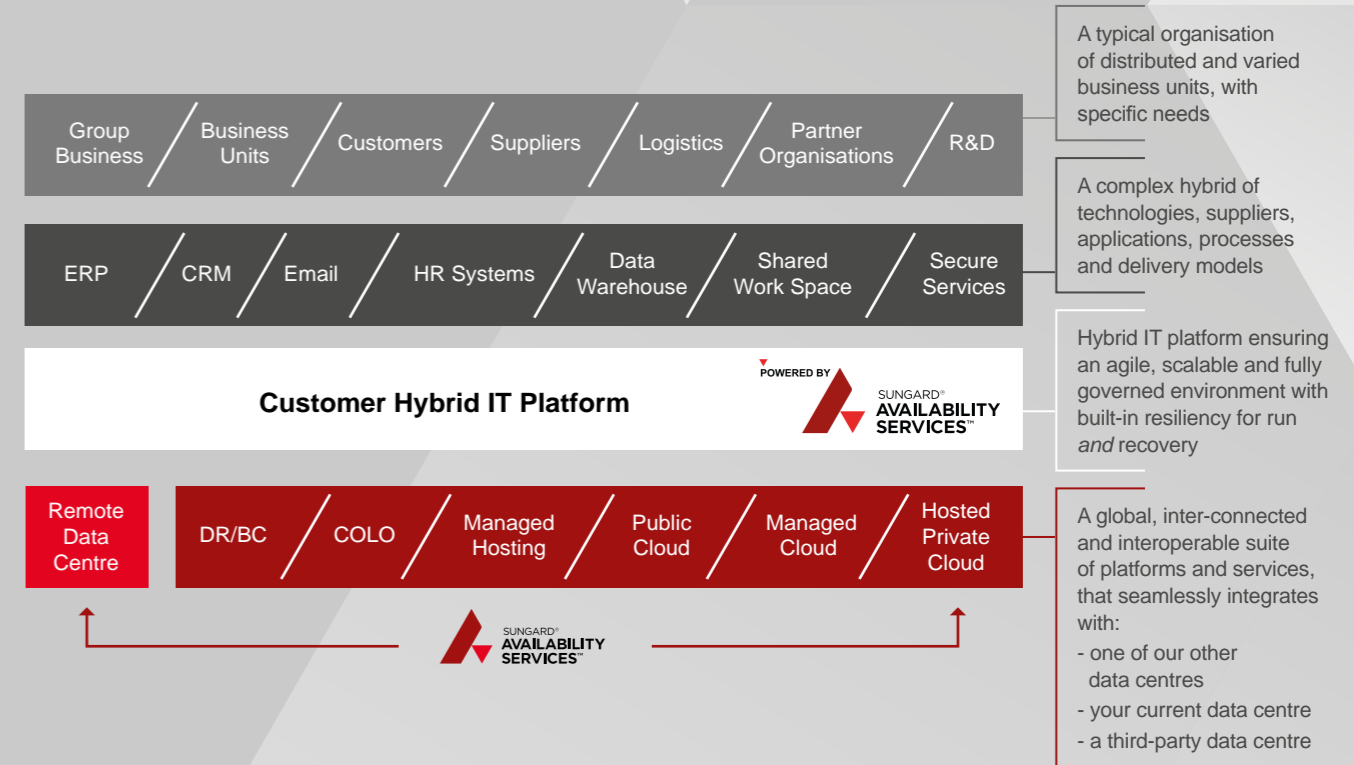 A typical organisation
of distributed and varied
business units, with
specific needs
Group
Business
Business
Units
Customers
Suppliers
Logistics
Partner
Organisations
R&D
A complex hybrid of
technologies, suppliers,
applications, processes
and delivery models
ERP
CRM
Email
HR Systems
Data
Warehouse
Shared
Work Space
Secure
Services
Hybrid IT platform ensuring
an agile, scalable and fully
governed environment with
built-in resiliency for run
and recovery
Customer Hybrid IT Platform
POWERED BY
SUNGARD®
AVAILABILITY
SERVICES™
Remote
Data
Centre
DR/BC
COLO
Managed
Hosting
Public
Cloud
Managed
Cloud
Hosted
Private
Cloud
A global, inter-connected
and interoperable suite
of platforms and services,
that seamlessly integrates
with:
- one of our other
data centres
- your current data centre
- a third-party data centre
SUNGARD®
AVAILABILITY
SERVICES™